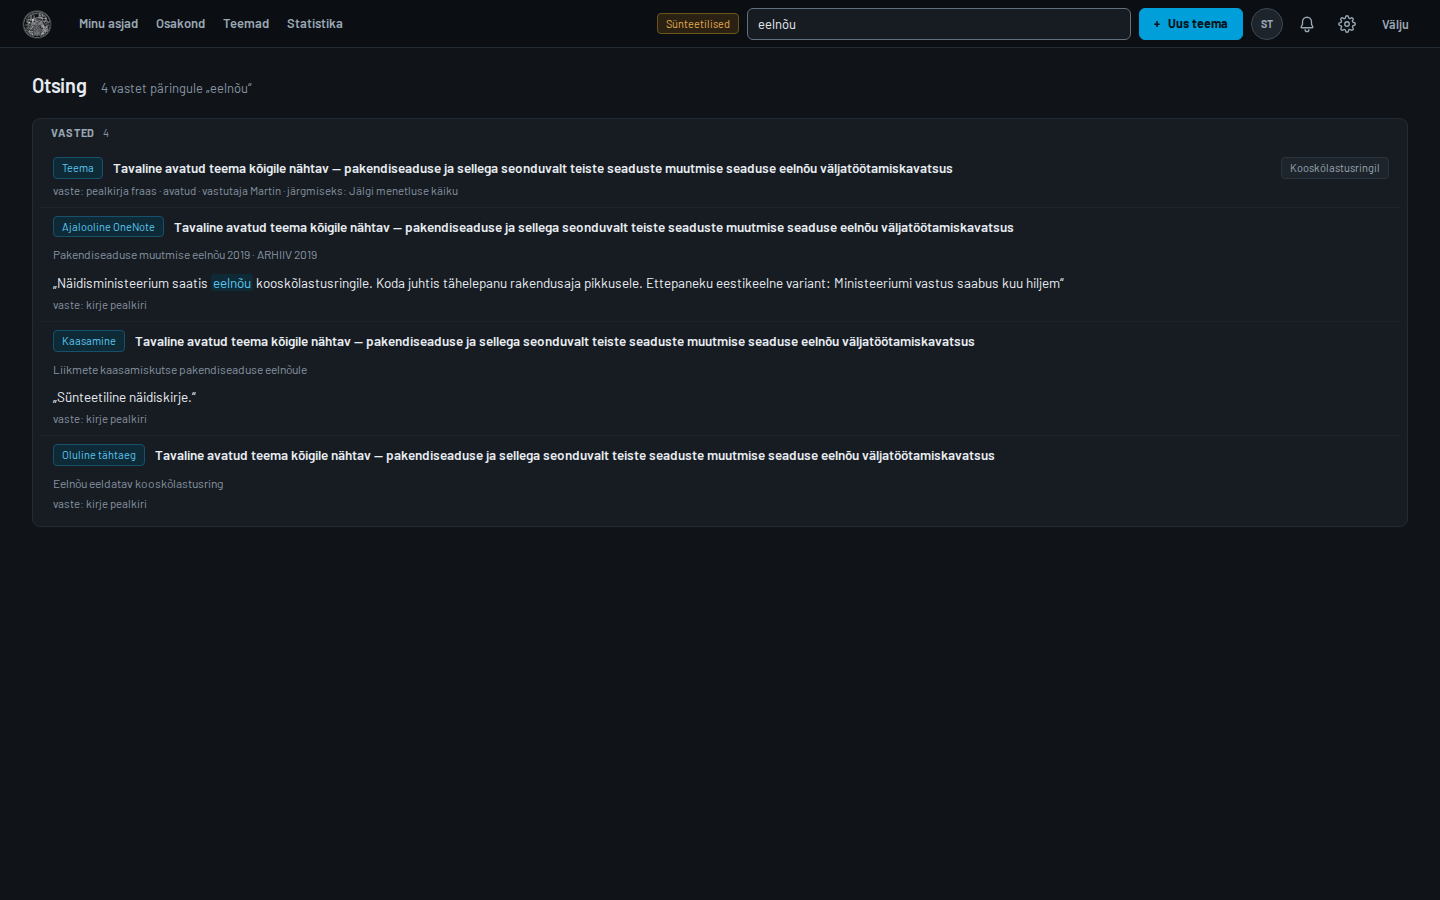 Minu asjad Osakond Teemad Statistika Sünteetilised eelnõu + Uus teema ST Välju
Otsing 4 vastet päringule „eelnõu”
VASTED 4
Teema Tavaline avatud teema kõigile nähtav — pakendiseaduse ja sellega seonduvalt teiste seaduste muutmise seaduse eelnõu väljatöötamiskavatsus Kooskõlastusringil
vaste: pealkirja fraas · avatud · vastutaja Martin · järgmiseks: Jälgi menetluse käiku
Ajalooline OneNote Tavaline avatud teema kõigile nähtav — pakendiseaduse ja sellega seonduvalt teiste seaduste muutmise seaduse eelnõu väljatöötamiskavatsus
Pakendiseaduse muutmise eelnõu 2019 · ARHIIV 2019
„Näidisministeerium saatis eelnõu kooskõlastusringile. Koda juhtis tähelepanu rakendusaja pikkusele. Ettepaneku eestikeelne variant: Ministeeriumi vastus saabus kuu hiljem”
vaste: kirje pealkiri
Kaasamine Tavaline avatud teema kõigile nähtav — pakendiseaduse ja sellega seonduvalt teiste seaduste muutmise seaduse eelnõu väljatöötamiskavatsus
Liikmete kaasamiskutse pakendiseaduse eelnõule
„Sünteetiline näidiskirje.”
vaste: kirje pealkiri
Oluline tähtaeg Tavaline avatud teema kõigile nähtav — pakendiseaduse ja sellega seonduvalt teiste seaduste muutmise seaduse eelnõu väljatöötamiskavatsus
Eelnõu eeldatav kooskõlastusring
vaste: kirje pealkiri